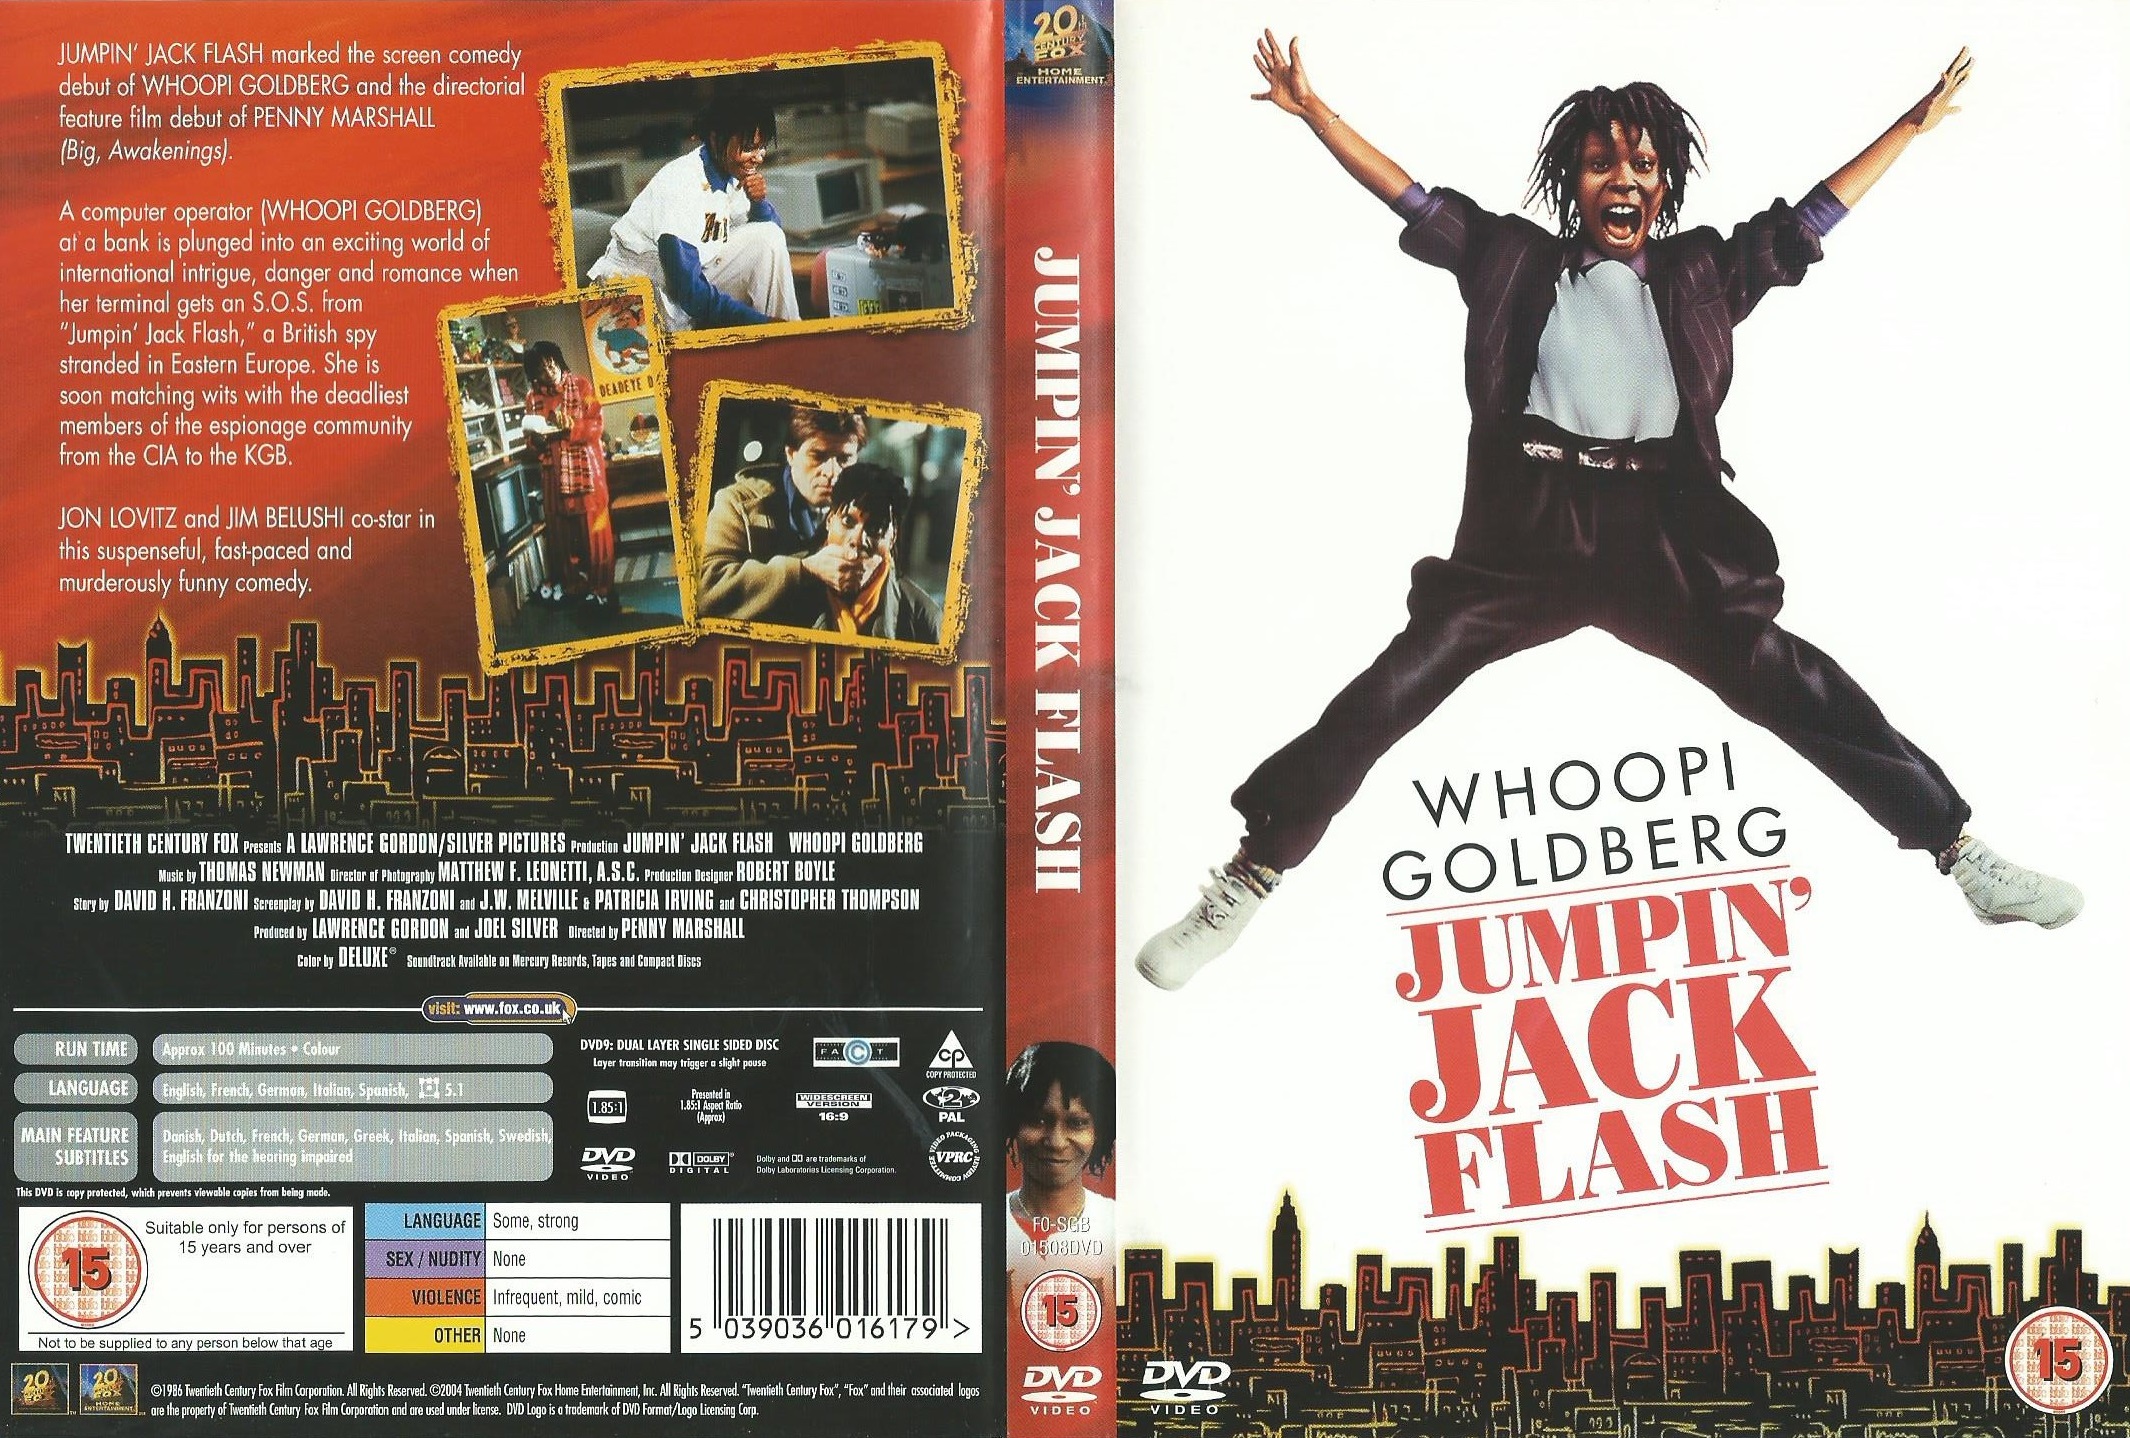 JUMPIN' JACK FLASH marked the screen comedy
debut of WHOOPI GOLDBERG and the directorial
feature film debut of PENNY MARSHALL
(Big, Awakenings).
A computer operator (WHOOPI GOLDBERG)
at a bank is plunged into an exciting world of
international intrigue, danger and romance when
her terminal gets an S.O.S. from
"Jumpin' Jack Flash," a British spy
stranded in Eastern Europe. She is
soon matching wits with the deadliest
members of the espionage community
from the CIA to the KGB.
JON LOVITZ and JIM BELUSHI co-star in
this suspenseful, fast-paced and
murderously funny comedy.
DEADEYE D
TWENTIETH CENTURY FOX Presents A LAWRENCE GORDON/SILVER PICTURES Production JUMPIN' JACK FLASH WHOOPI GOLDBERG
Music by THOMAS NEWMAN Director of Photography MATTHEW F. LEONETTI, A.S.C. Production Designer ROBERT BOYLE
Story by DAVID H. FRANZONI Screenplay by DAVID H. FRANZONI and J.W. MELVILLE & PATRICIA IRVING and CHRISTOPHER THOMPSON
Produced by LAWRENCE GORDON and JOEL SILVER Directed by PENNY MARSHALL
Color by DELUXE® Soundtrack Available on Mercury Records, Tapes and Compact Discs
visit: www.fox.co.uk
RUN TIME Approx 100 Minutes • Colour
LANGUAGE English, French, German, Italian, Spanish, 5.1
MAIN FEATURE SUBTITLES
Danish, Dutch, French, German, Greek, Italian, Spanish, Swedish,
English for the hearing impaired
This DVD is copy protected, which prevents viewable copies from being made.
DVD9: DUAL LAYER SINGLE SIDED DISC
Layer transition may trigger a slight pause
FACT
COPY PROTECTED
1.85:1
Presented in
1.85:1 Aspect Ratio
(Approx)
WIDESCREEN
VERSION
16:9
2
PAL
DVD
VIDEO
DOLBY
DIGITAL
Dolby and DD are trademarks of
Dolby Laboratories Licensing Corporation.
VIDEO PACKAGING REVIEW COMMITTEE
VPRC
15
Suitable only for persons of
15 years and over
Not to be supplied to any person below that age
LANGUAGE Some, strong
SEX / NUDITY None
VIOLENCE Infrequent, mild, comic
OTHER None
5 039036 016179 >
20th CENTURY FOX
20th CENTURY FOX
HOME ENTERTAINMENT
©1986 Twentieth Century Fox Film Corporation. All Rights Reserved. ©2004 Twentieth Century Fox Home Entertainment, Inc. All Rights Reserved. "Twentieth Century Fox", "Fox" and their associated logos
are the property of Twentieth Century Fox Film Corporation and are used under license. DVD Logo is a trademark of DVD Format/Logo Licensing Corp.
20th
CENTURY
FOX
HOME
ENTERTAINMENT
JUMPIN' JACK FLASH
F0-SGB
01508DVD
15
DVD
VIDEO
WHOOPI
GOLDBERG
JUMPIN'
JACK
FLASH
DVD
VIDEO
15